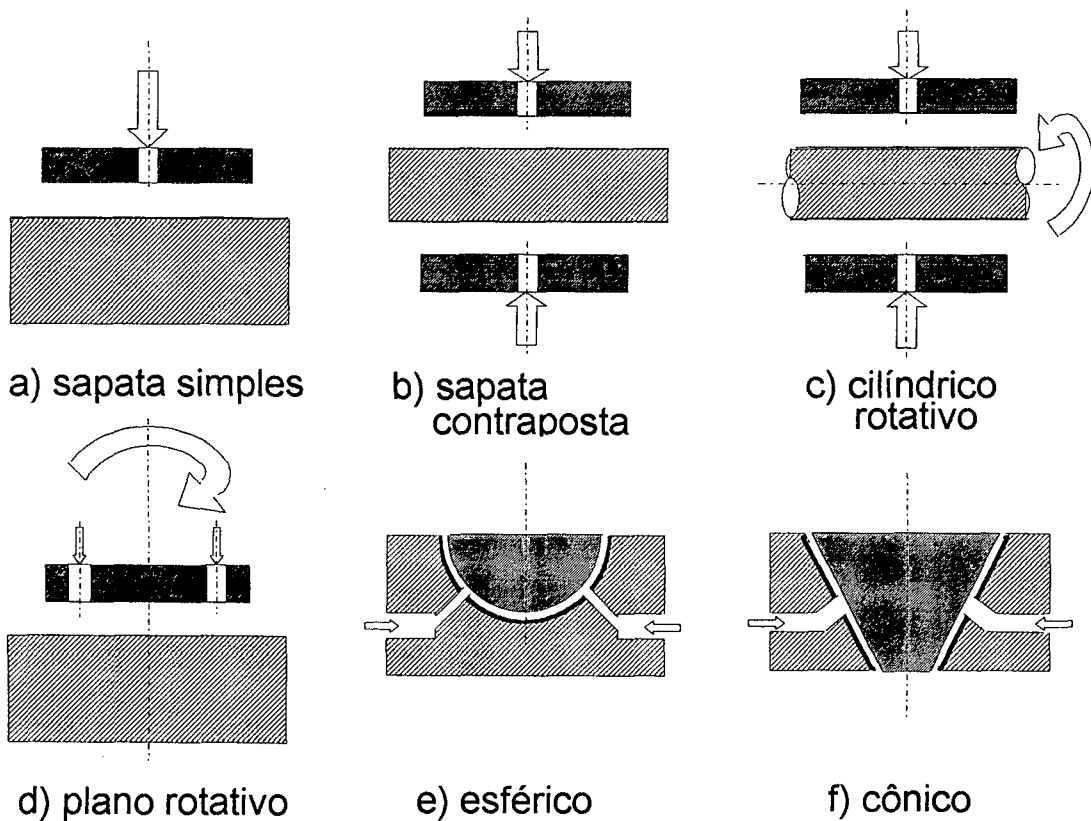 a) sapata simples
b) sapata
contraposta
c) cilíndrico
rotativo
d) plano rotativo
e) esférico
f) cônico